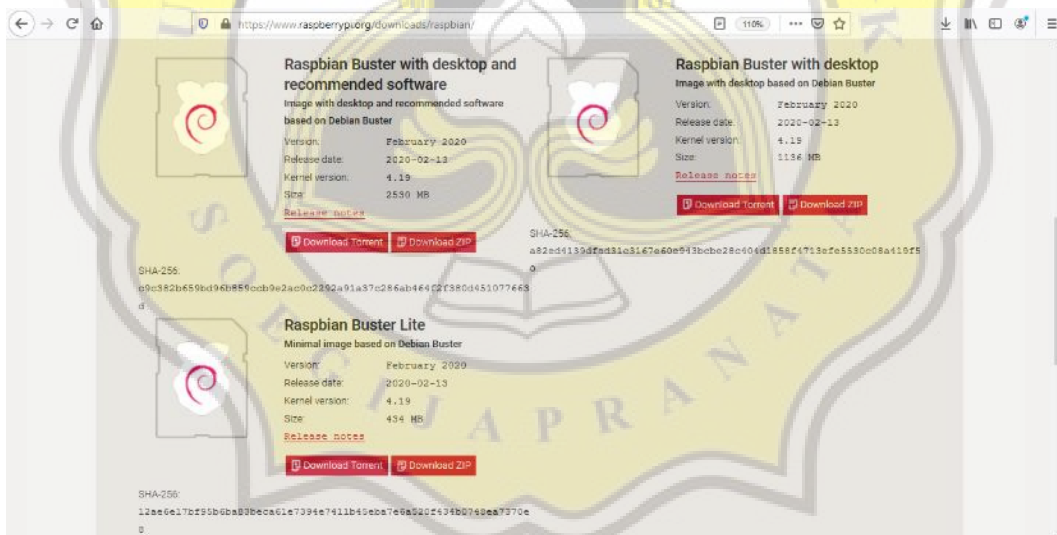 https://www.raspberrypi.org/downloads/raspbian/
110%
Raspbian Buster with desktop and
recommended software
Image with desktop and recommended software
based on Debian Buster
Version: February 2020
Release date: 2020-02-13
Kernel version: 4.19
Size: 2530 MB
Release notes
Download Torrent Download ZIP
SHA-256:
Raspbian Buster with desktop
Image with desktop based on Debian Buster
Version: February 2020
Release date: 2020-02-13
Kernel version: 4.19
Size: 1136 MB
Release notes
Download Torrent Download ZIP
SHA-256:
Raspbian Buster Lite
Minimal image based on Debian Buster
Version: February 2020
Release date: 2020-02-13
Kernel version: 4.19
Size: 434 MB
Release notes
Download Torrent Download ZIP
SHA-256:
SOEGIJAPRANATA